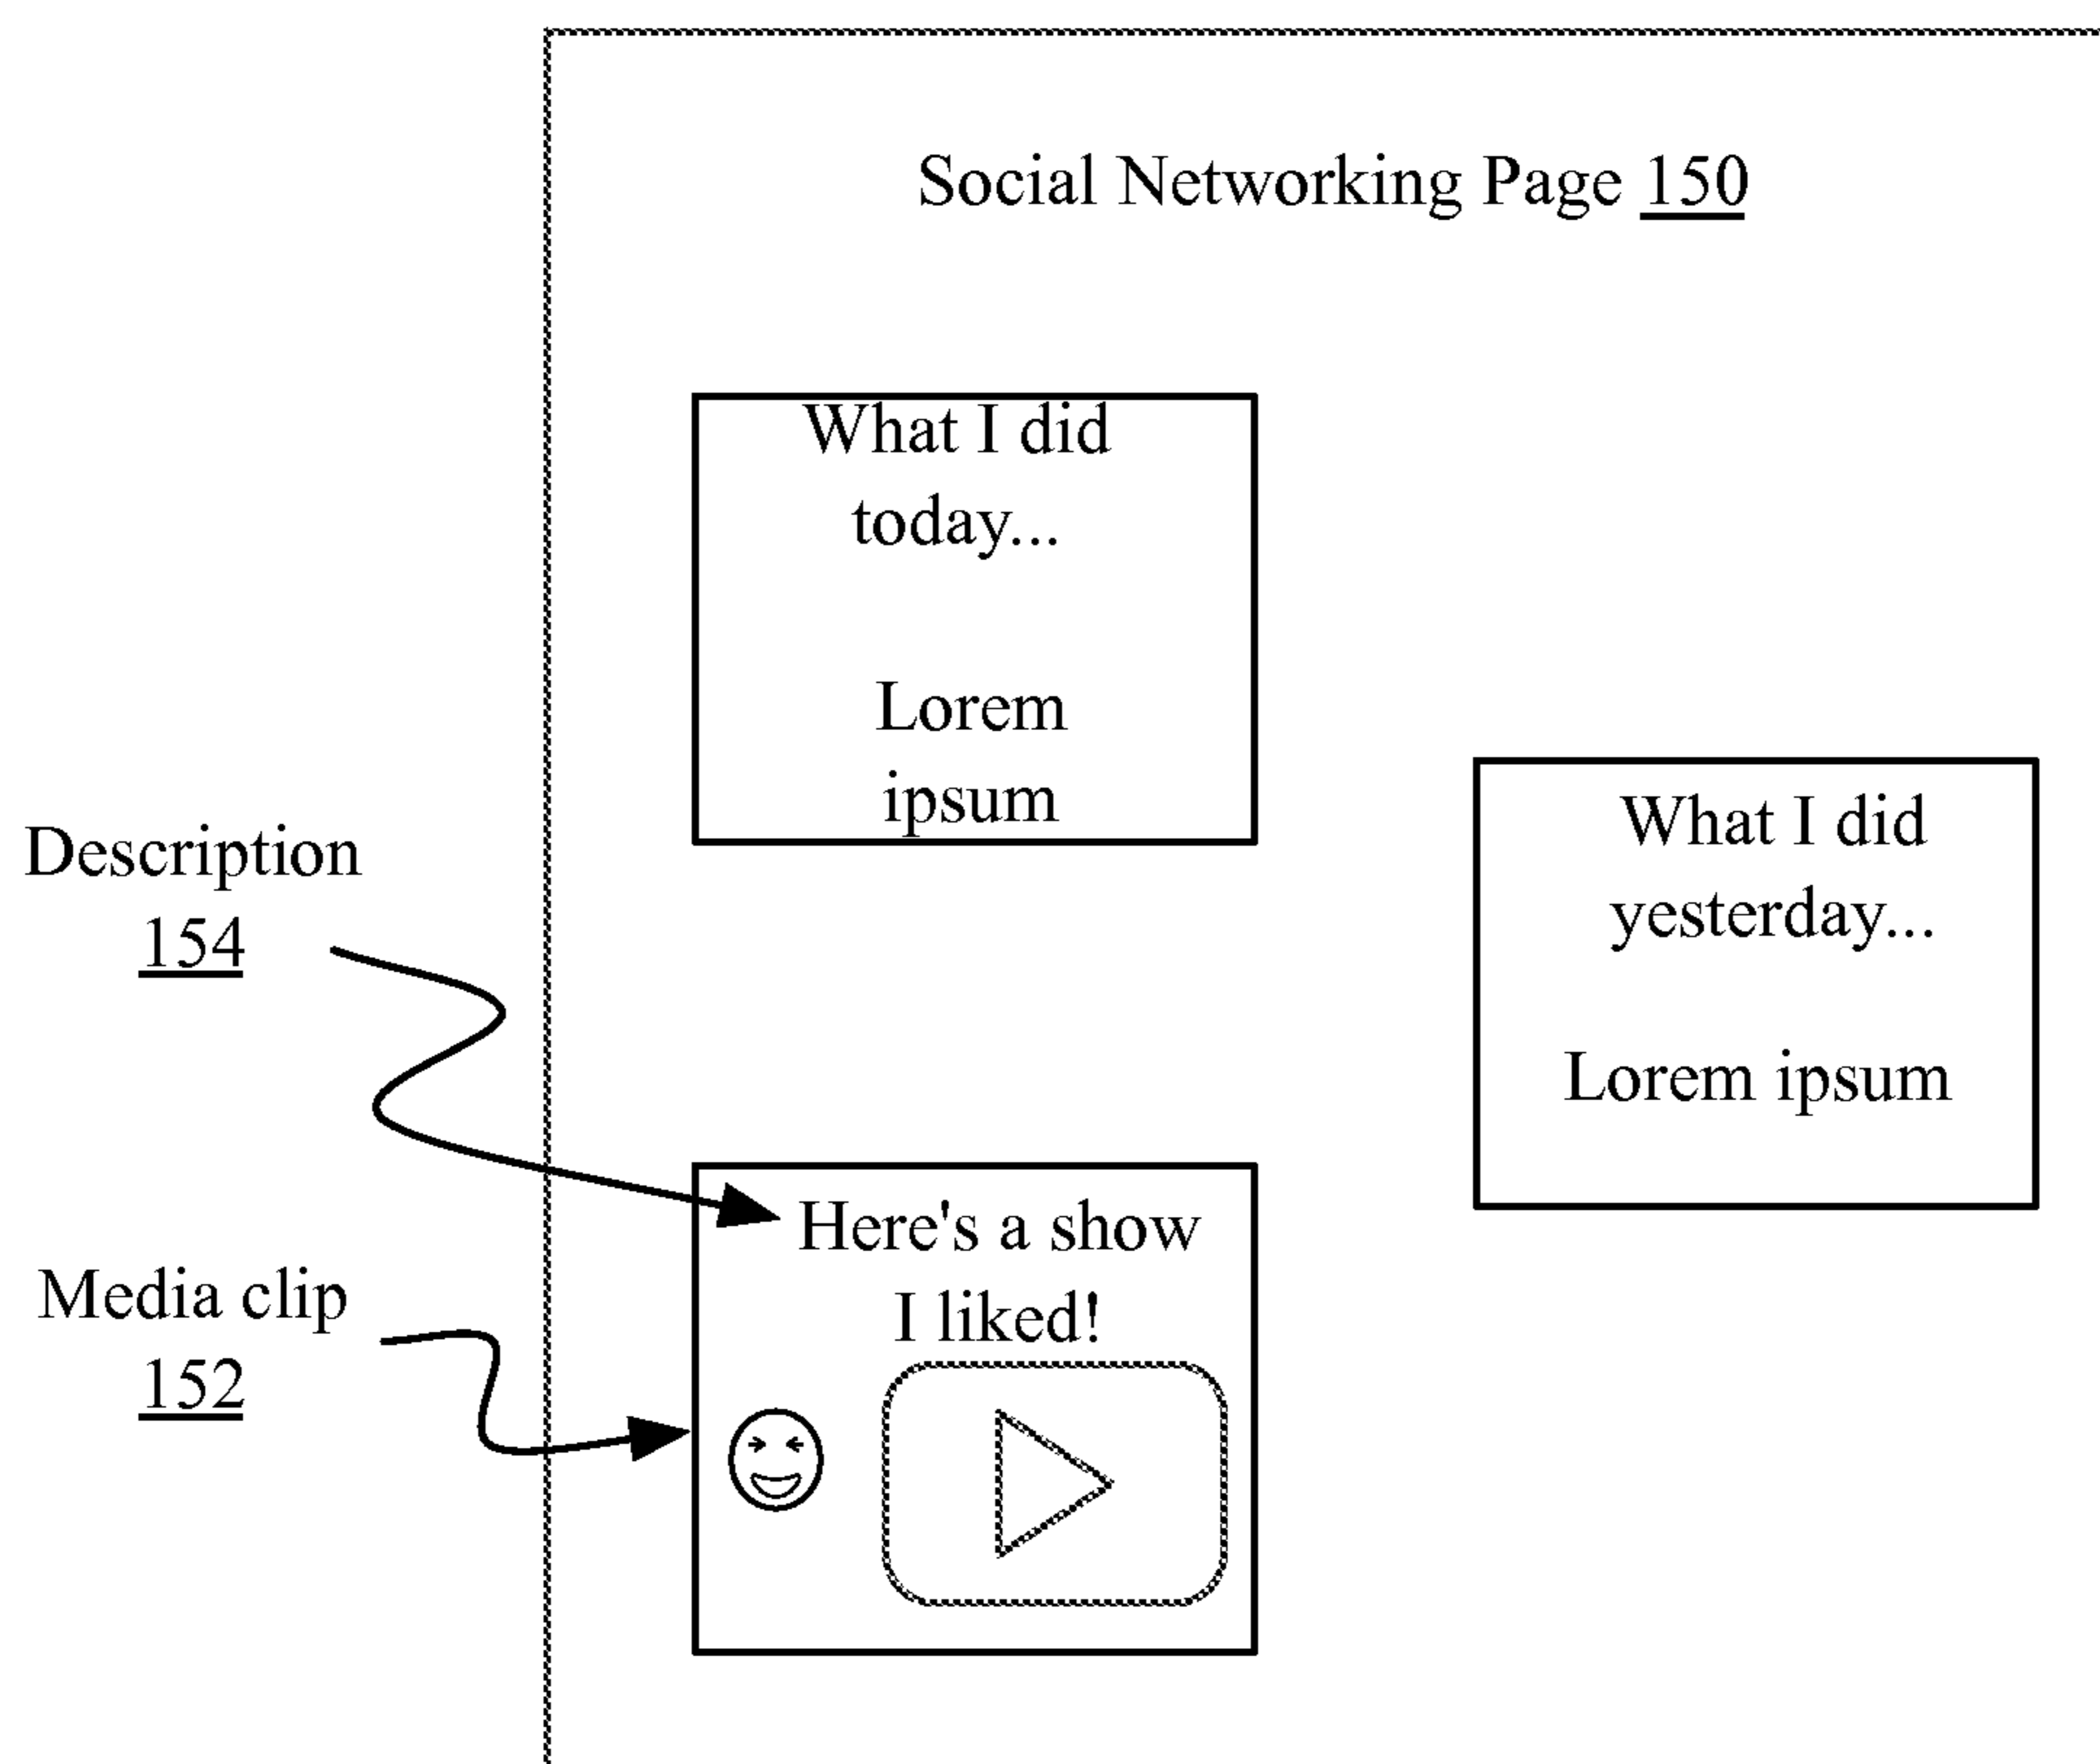 Social Networking Page 150
What I did
today...
Lorem
ipsum
What I did
yesterday...
Lorem ipsum
Description
154
Here's a show
I liked!
Media clip
152